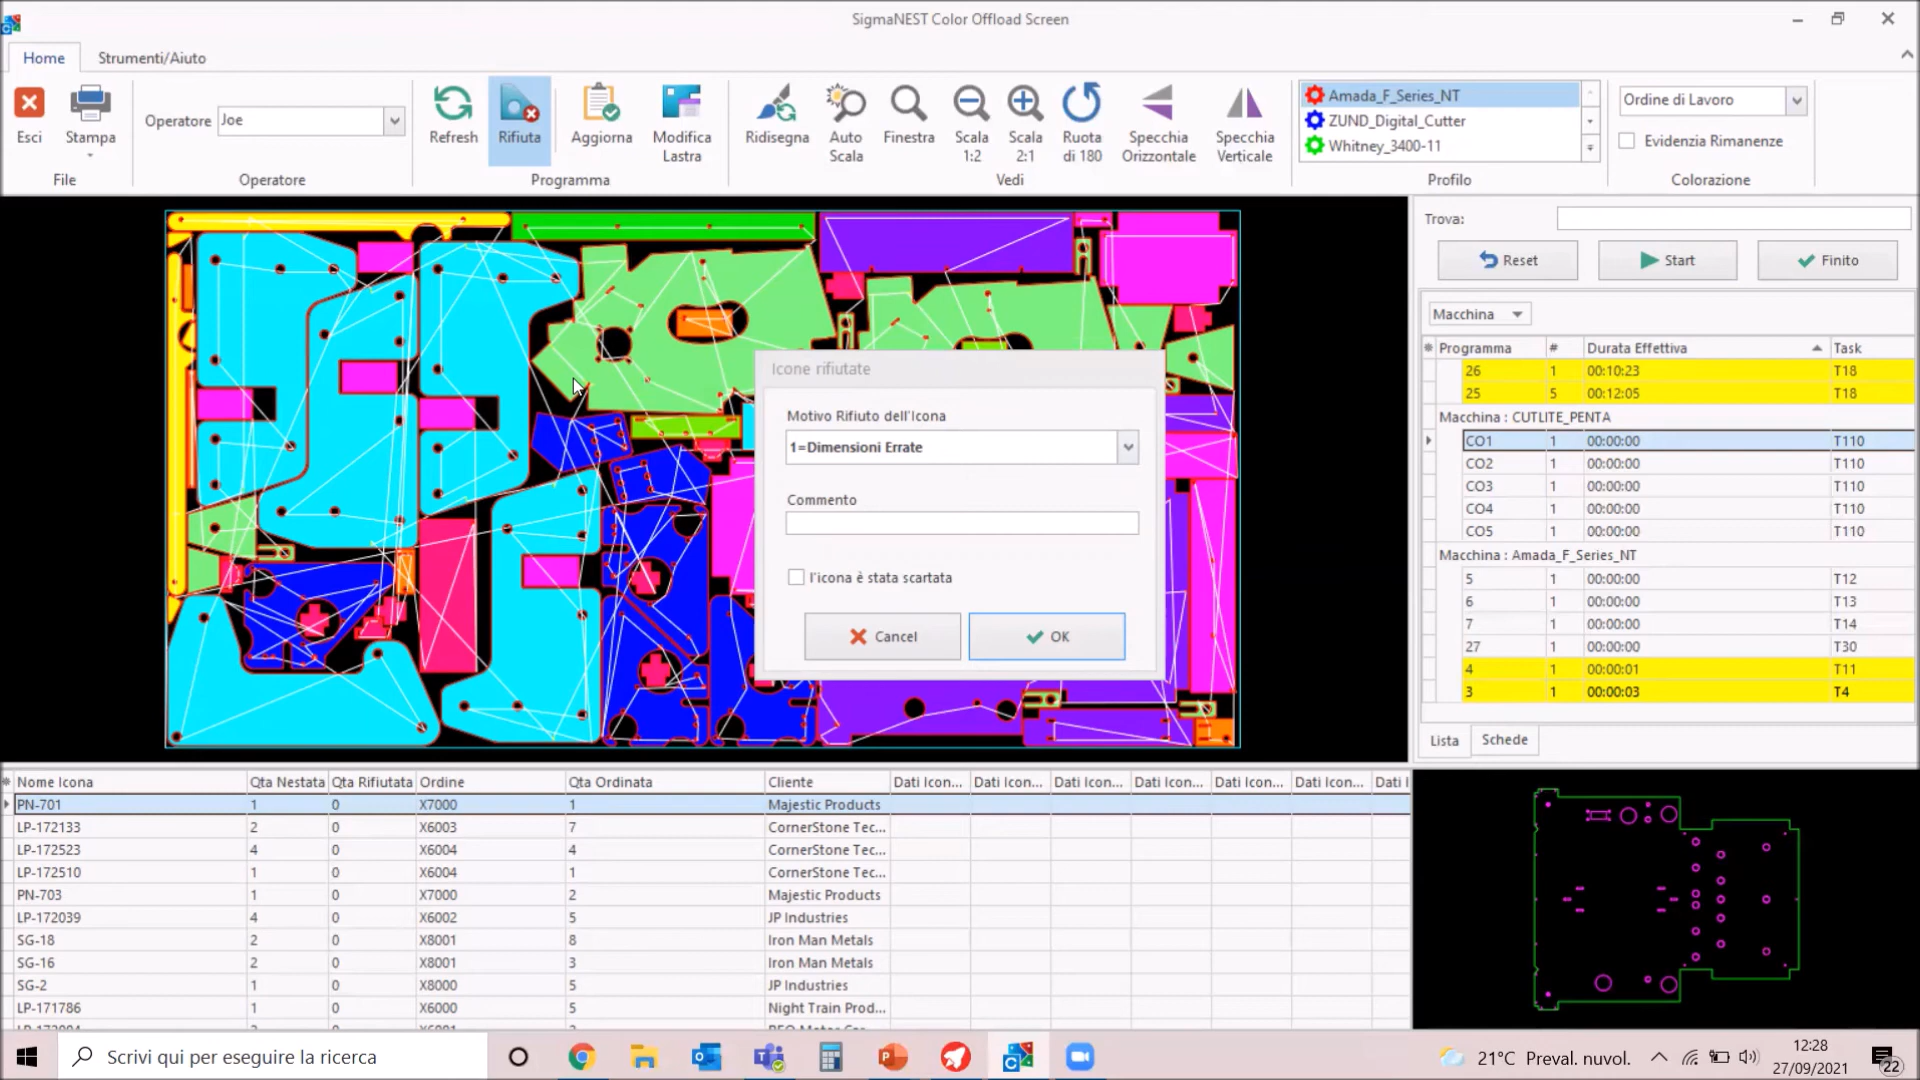 SigmaNEST Color Offload Screen
Home Strumenti/Aiuto
Esci Stampa
Operatore Joe
Refresh Rifiuta Aggiorna Modifica Lastra
Ridisegna Auto Scala Finestra Scala 1:2 Scala 2:1 Ruota di 180 Specchia Orizzontale Specchia Verticale
Amada_F_Series_NT
ZUND_Digital_Cutter
Whitney_3400-11
Ordine di Lavoro
Evidenzia Rimanenze
File Operatore Programma Vedi Profilo Colorazione
Trova:
Reset Start Finito
Macchina
Programma # Durata Effettiva Task
26 1 00:10:23 T18
25 5 00:12:05 T18
Macchina : CUTLITE_PENTA
CO1 1 00:00:00 T110
CO2 1 00:00:00 T110
CO3 1 00:00:00 T110
CO4 1 00:00:00 T110
CO5 1 00:00:00 T110
Macchina : Amada_F_Series_NT
5 1 00:00:00 T12
6 1 00:00:00 T13
7 1 00:00:00 T14
27 1 00:00:00 T30
4 1 00:00:01 T11
3 1 00:00:03 T4
Lista Schede
Icone rifiutate
Motivo Rifiuto dell'Icona
1=Dimensioni Errate
Commento
l'icona è stata scartata
Cancel OK
Nome Icona Qta Nestata Qta Rifiutata Ordine Qta Ordinata Cliente Dati Icon... Dati Icon... Dati Icon... Dati Icon... Dati Icon... Dati Icon... Dati I
PN-701 1 0 X7000 1 Majestic Products
LP-172133 2 0 X6003 7 CornerStone Tec...
LP-172523 4 0 X6004 4 CornerStone Tec...
LP-172510 1 0 X6004 1 CornerStone Tec...
PN-703 1 0 X7000 2 Majestic Products
LP-172039 4 0 X6002 5 JP Industries
SG-18 2 0 X8001 8 Iron Man Metals
SG-16 2 0 X8001 3 Iron Man Metals
SG-2 1 0 X8000 5 JP Industries
LP-171786 1 0 X6000 5 Night Train Prod...
Scrivi qui per eseguire la ricerca
21°C Preval. nuvol.
12:28
27/09/2021
22